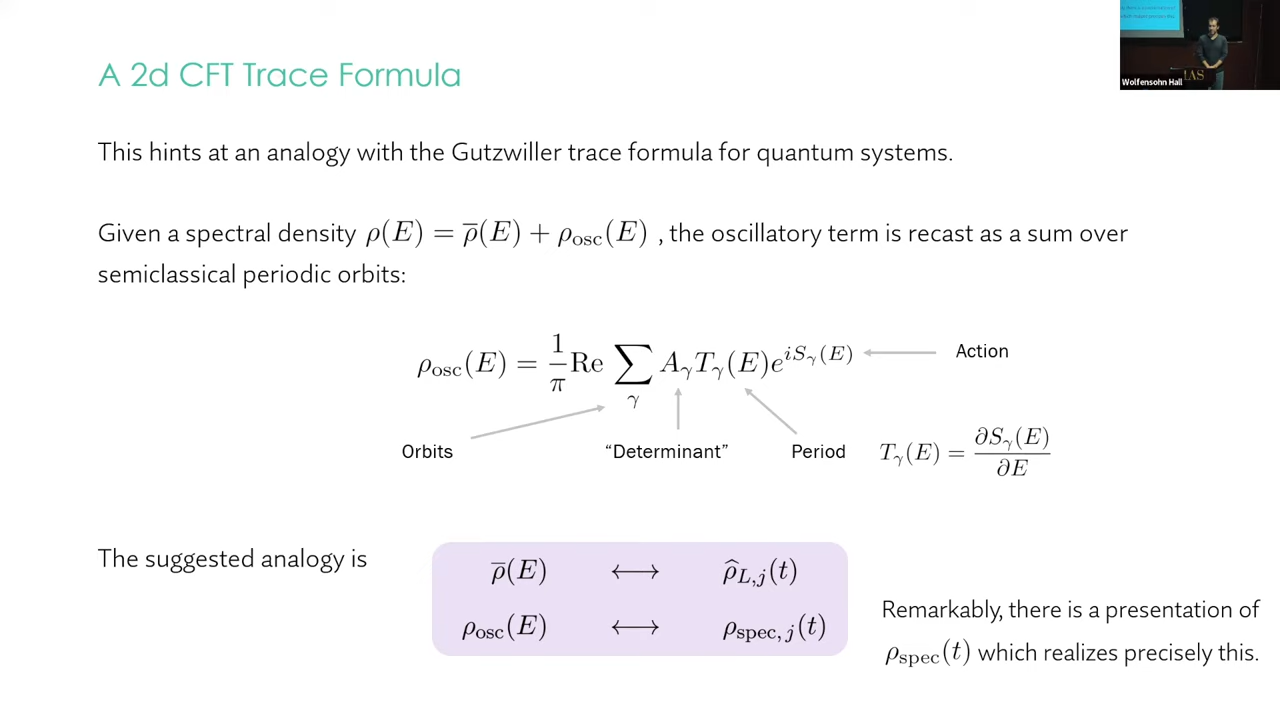 A 2d CFT Trace Formula
Wolfensohn Hall
IAS
This hints at an analogy with the Gutzwiller trace formula for quantum systems.
Given a spectral density ρ(E) = ρ̅(E) + ρ_osc(E) , the oscillatory term is recast as a sum over
semiclassical periodic orbits:
ρ_osc(E) = 1/π Re ∑_γ A_γ T_γ(E) e^{iS_γ(E)}
Action
Orbits
“Determinant”
Period
T_γ(E) = ∂S_γ(E)/∂E
The suggested analogy is
ρ̅(E) ⟷ ρ̂_{L,j}(t)
ρ_osc(E) ⟷ ρ_{spec,j}(t)
Remarkably, there is a presentation of
ρ_spec(t) which realizes precisely this.